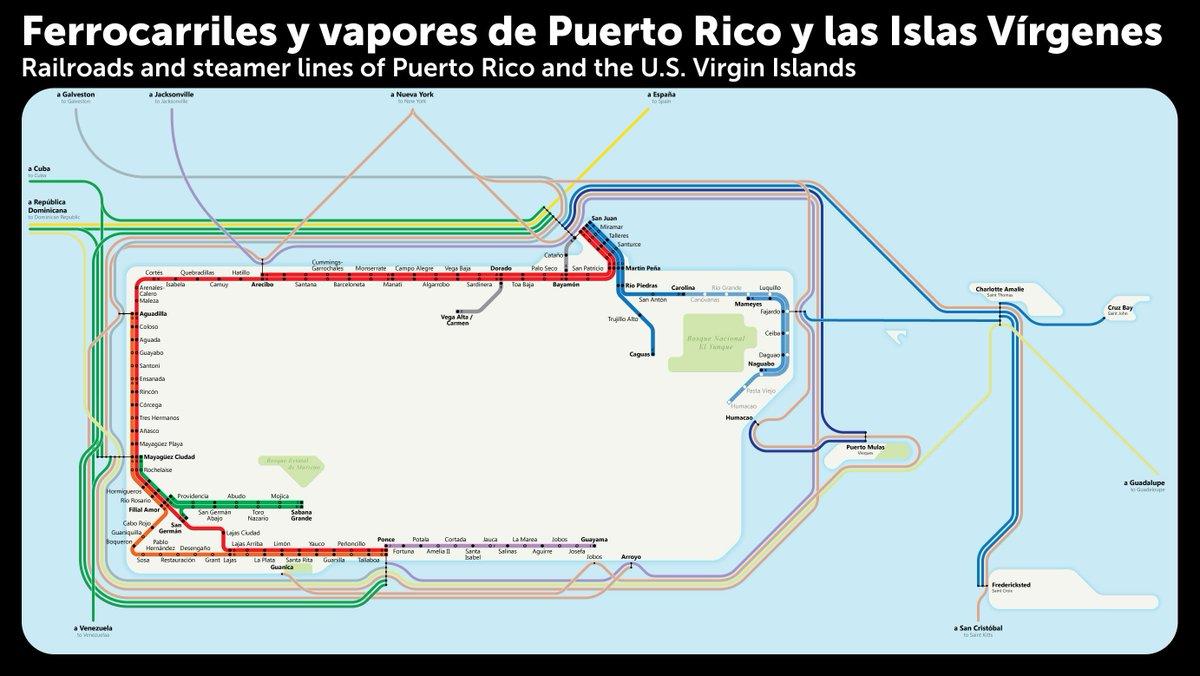 Ferrocarriles y vapores de Puerto Rico y las Islas Vírgenes
Railroads and steamer lines of Puerto Rico and the U.S. Virgin Islands
a Galveston
to Galveston
a Jacksonville
to Jacksonville
a Nueva York
to New York
a España
to Spain
a Cuba
to Cuba
a República
Dominicana
to Dominican Republic
San Juan
Miramar
Talleres
Santurce
Cataño
Martín Peña
Cortés
Quebradillas
Hatillo
Cummings-
Garrochales
Monserrate
Campo Alegre
Vega Baja
Dorado
Palo Seco
San Patricio
Isabela
Camuy
Arecibo
Santana
Barceloneta
Manatí
Algarrobo
Sardinera
Toa Baja
Bayamón
Río Piedras
San Antón
Carolina
Canóvanas
Río Grande
Mameyes
Luquillo
Fajardo
Ceiba
Daguao
Naguabo
Pasta Viejo
Humacao
Humacao
Trujillo Alto
Caguas
Vega Alta /
Carmen
Bosque Nacional
El Yunque
Charlotte Amalie
Saint Thomas
Cruz Bay
Saint John
Arenales-
Calero
Maleza
Aguadilla
Coloso
Aguada
Guayabo
Santoni
Ensenada
Rincón
Córcega
Tres Hermanos
Añasco
Mayagüez Playa
Mayagüez Ciudad
Rochelaise
Hormigueros
Río Rosario
Filial Amor
Cabo Rojo
Guaniquilla
Boquerón
San
Germán
Providencia
Abudo
Mojica
San Germán
Abajo
Toro
Nazario
Sabana
Grande
Bosque Estatal
de Maricao
Pablo
Hernández
Desengaño
Lajas Ciudad
Lajas Arriba
Limón
Yauco
Peñoncillo
Sosa
Restauración
Grant
Lajas
La Plata
Santa Rita
Guansilla
Tallaboa
Guanica
Ponce
Potala
Cortada
Jauca
La Marea
Jobos
Guayama
Fortuna
Amelia II
Santa
Isabel
Salinas
Aguirre
Josefa
Jobos
Arroyo
Puerto Mulas
Vieques
a Guadalupe
to Guadeloupe
Fredericksted
Saint Croix
a Venezuela
to Venezuelaa
a San Cristóbal
to Saint Kitts